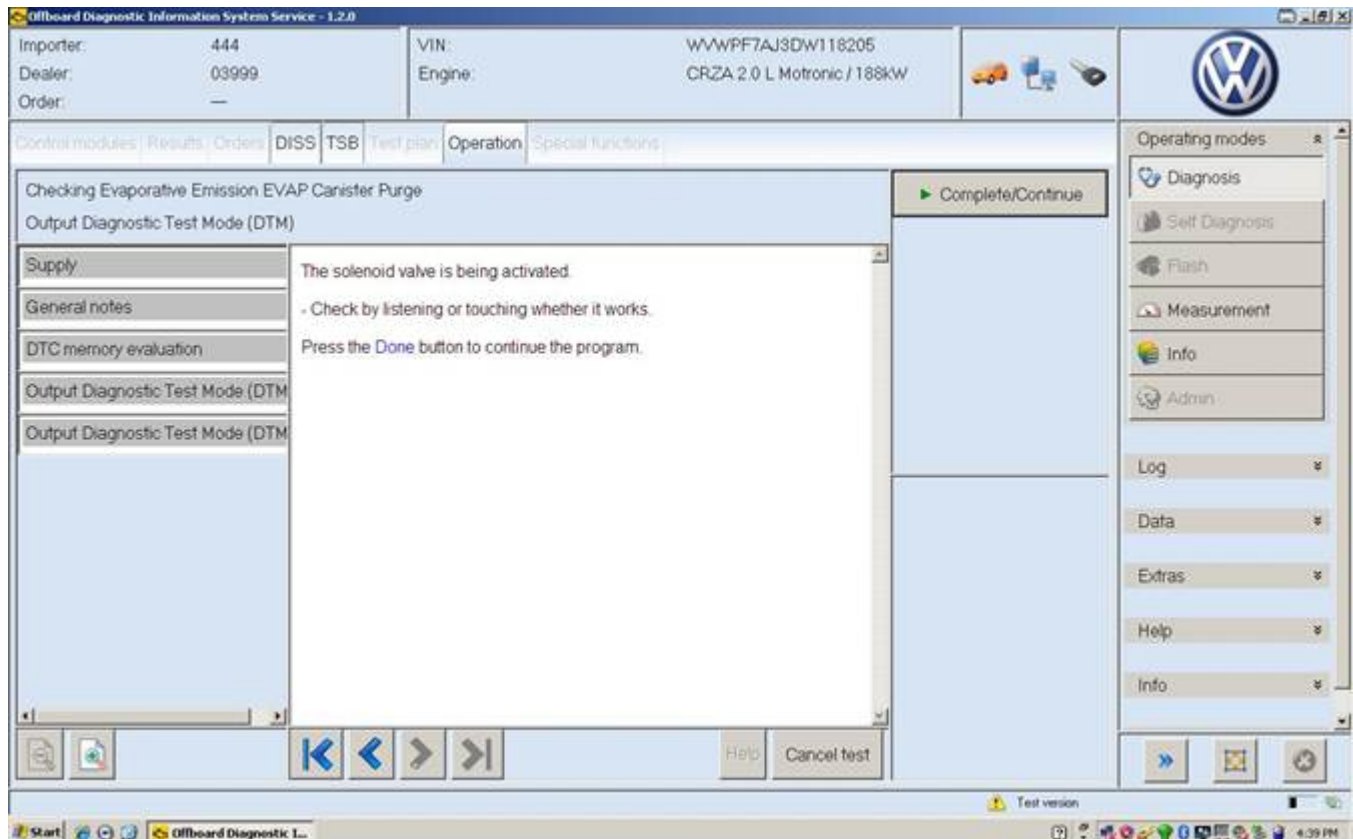 Offboard Diagnostic Information System Service - 1.2.0
Importer: 444
Dealer: 03999
Order: —
VIN: WVWPF7AJ3DW118205
Engine: CRZA 2.0 L Motronic / 188kW
Control modules Results Orders DISS TSB Test plan Operation Special functions
Checking Evaporative Emission EVAP Canister Purge
Output Diagnostic Test Mode (DTM)
Supply
General notes
DTC memory evaluation
Output Diagnostic Test Mode (DTM
Output Diagnostic Test Mode (DTM
The solenoid valve is being activated.
- Check by listening or touching whether it works.
Press the Done button to continue the program.
Help
Cancel test
Complete/Continue
Operating modes
Diagnosis
Self Diagnosis
Flash
Measurement
Info
Admin
Log
Data
Extras
Help
Info
Test version
Start
Offboard Diagnostic I...
4:39 PM